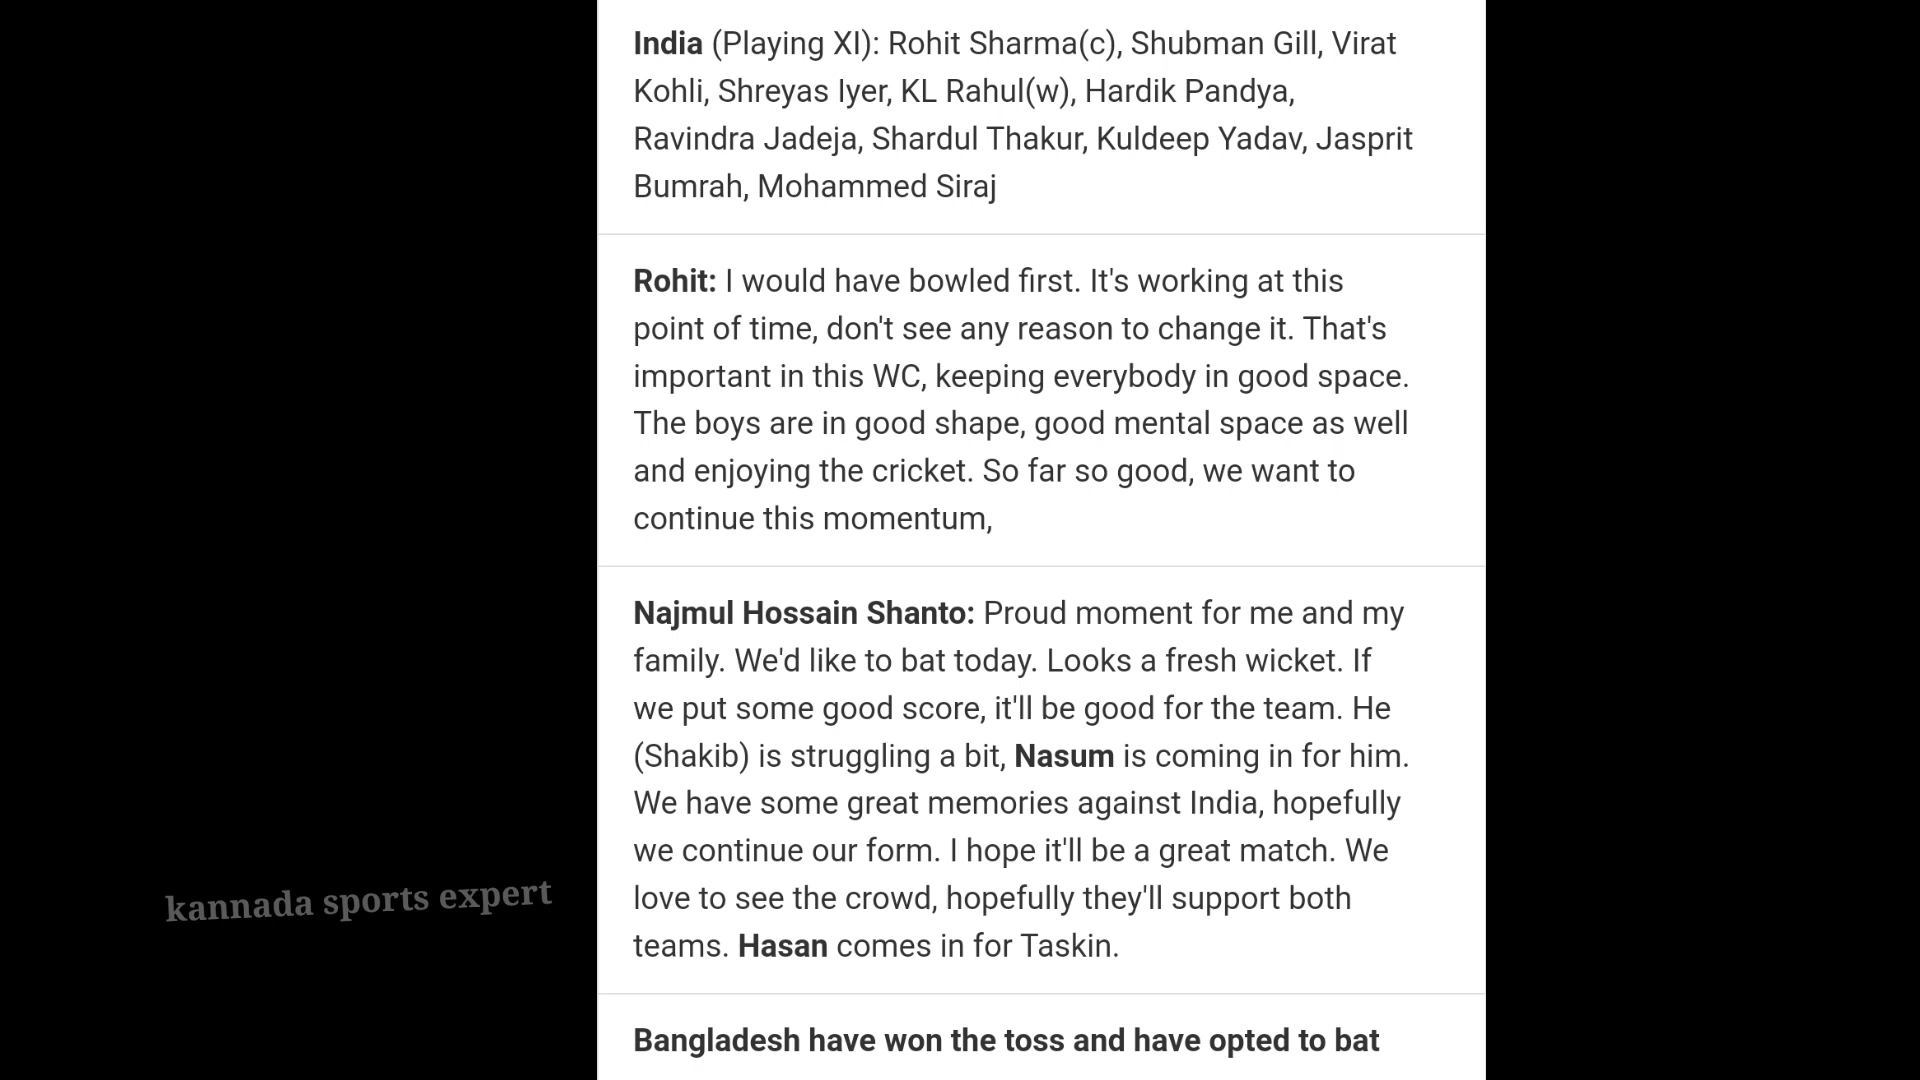 India (Playing XI): Rohit Sharma(c), Shubman Gill, Virat
Kohli, Shreyas Iyer, KL Rahul(w), Hardik Pandya,
Ravindra Jadeja, Shardul Thakur, Kuldeep Yadav, Jasprit
Bumrah, Mohammed Siraj
Rohit: I would have bowled first. It's working at this
point of time, don't see any reason to change it. That's
important in this WC, keeping everybody in good space.
The boys are in good shape, good mental space as well
and enjoying the cricket. So far so good, we want to
continue this momentum,
Najmul Hossain Shanto: Proud moment for me and my
family. We'd like to bat today. Looks a fresh wicket. If
we put some good score, it'll be good for the team. He
(Shakib) is struggling a bit, Nasum is coming in for him.
We have some great memories against India, hopefully
we continue our form. I hope it'll be a great match. We
love to see the crowd, hopefully they'll support both
teams. Hasan comes in for Taskin.
Bangladesh have won the toss and have opted to bat
kannada sports expert